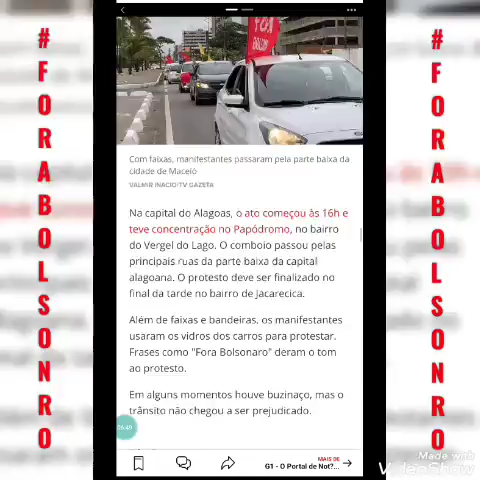 #FORABOLSONRO
FORA
BOLSON
Com faixas, manifestantes passaram pela parte baixa da
cidade de Maceió
VALMIR INACIO/TV GAZETA
Na capital do Alagoas, o ato começou às 16h e
teve concentração no Papódromo, no bairro
do Vergel do Lago. O comboio passou pelas
principais ruas da parte baixa da capital
alagoana. O protesto deve ser finalizado no
final da tarde no bairro de Jacarecica.
Além de faixas e bandeiras, os manifestantes
usaram os vidros dos carros para protestar.
Frases como "Fora Bolsonaro" deram o tom
ao protesto.
Em alguns momentos houve buzinaço, mas o
trânsito não chegou a ser prejudicado.
MAIS DE
G1 - O Portal de Not?...
#FORABOLSONRO
Made with
VideoShow